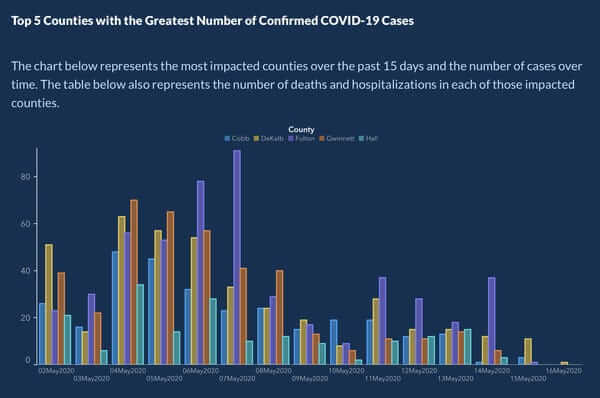 Top 5 Counties with the Greatest Number of Confirmed COVID-19 Cases
The chart below represents the most impacted counties over the past 15 days and the number of cases over
time. The table below also represents the number of deaths and hospitalizations in each of those impacted
counties.
County
Cobb DeKalb Fulton Gwinnett Hall
80
60
40
20
0
02May2020 04May2020 06May2020 08May2020 10May2020 12May2020 14May2020 16May2020
03May2020 05May2020 07May2020 09May2020 11May2020 13May2020 15May2020